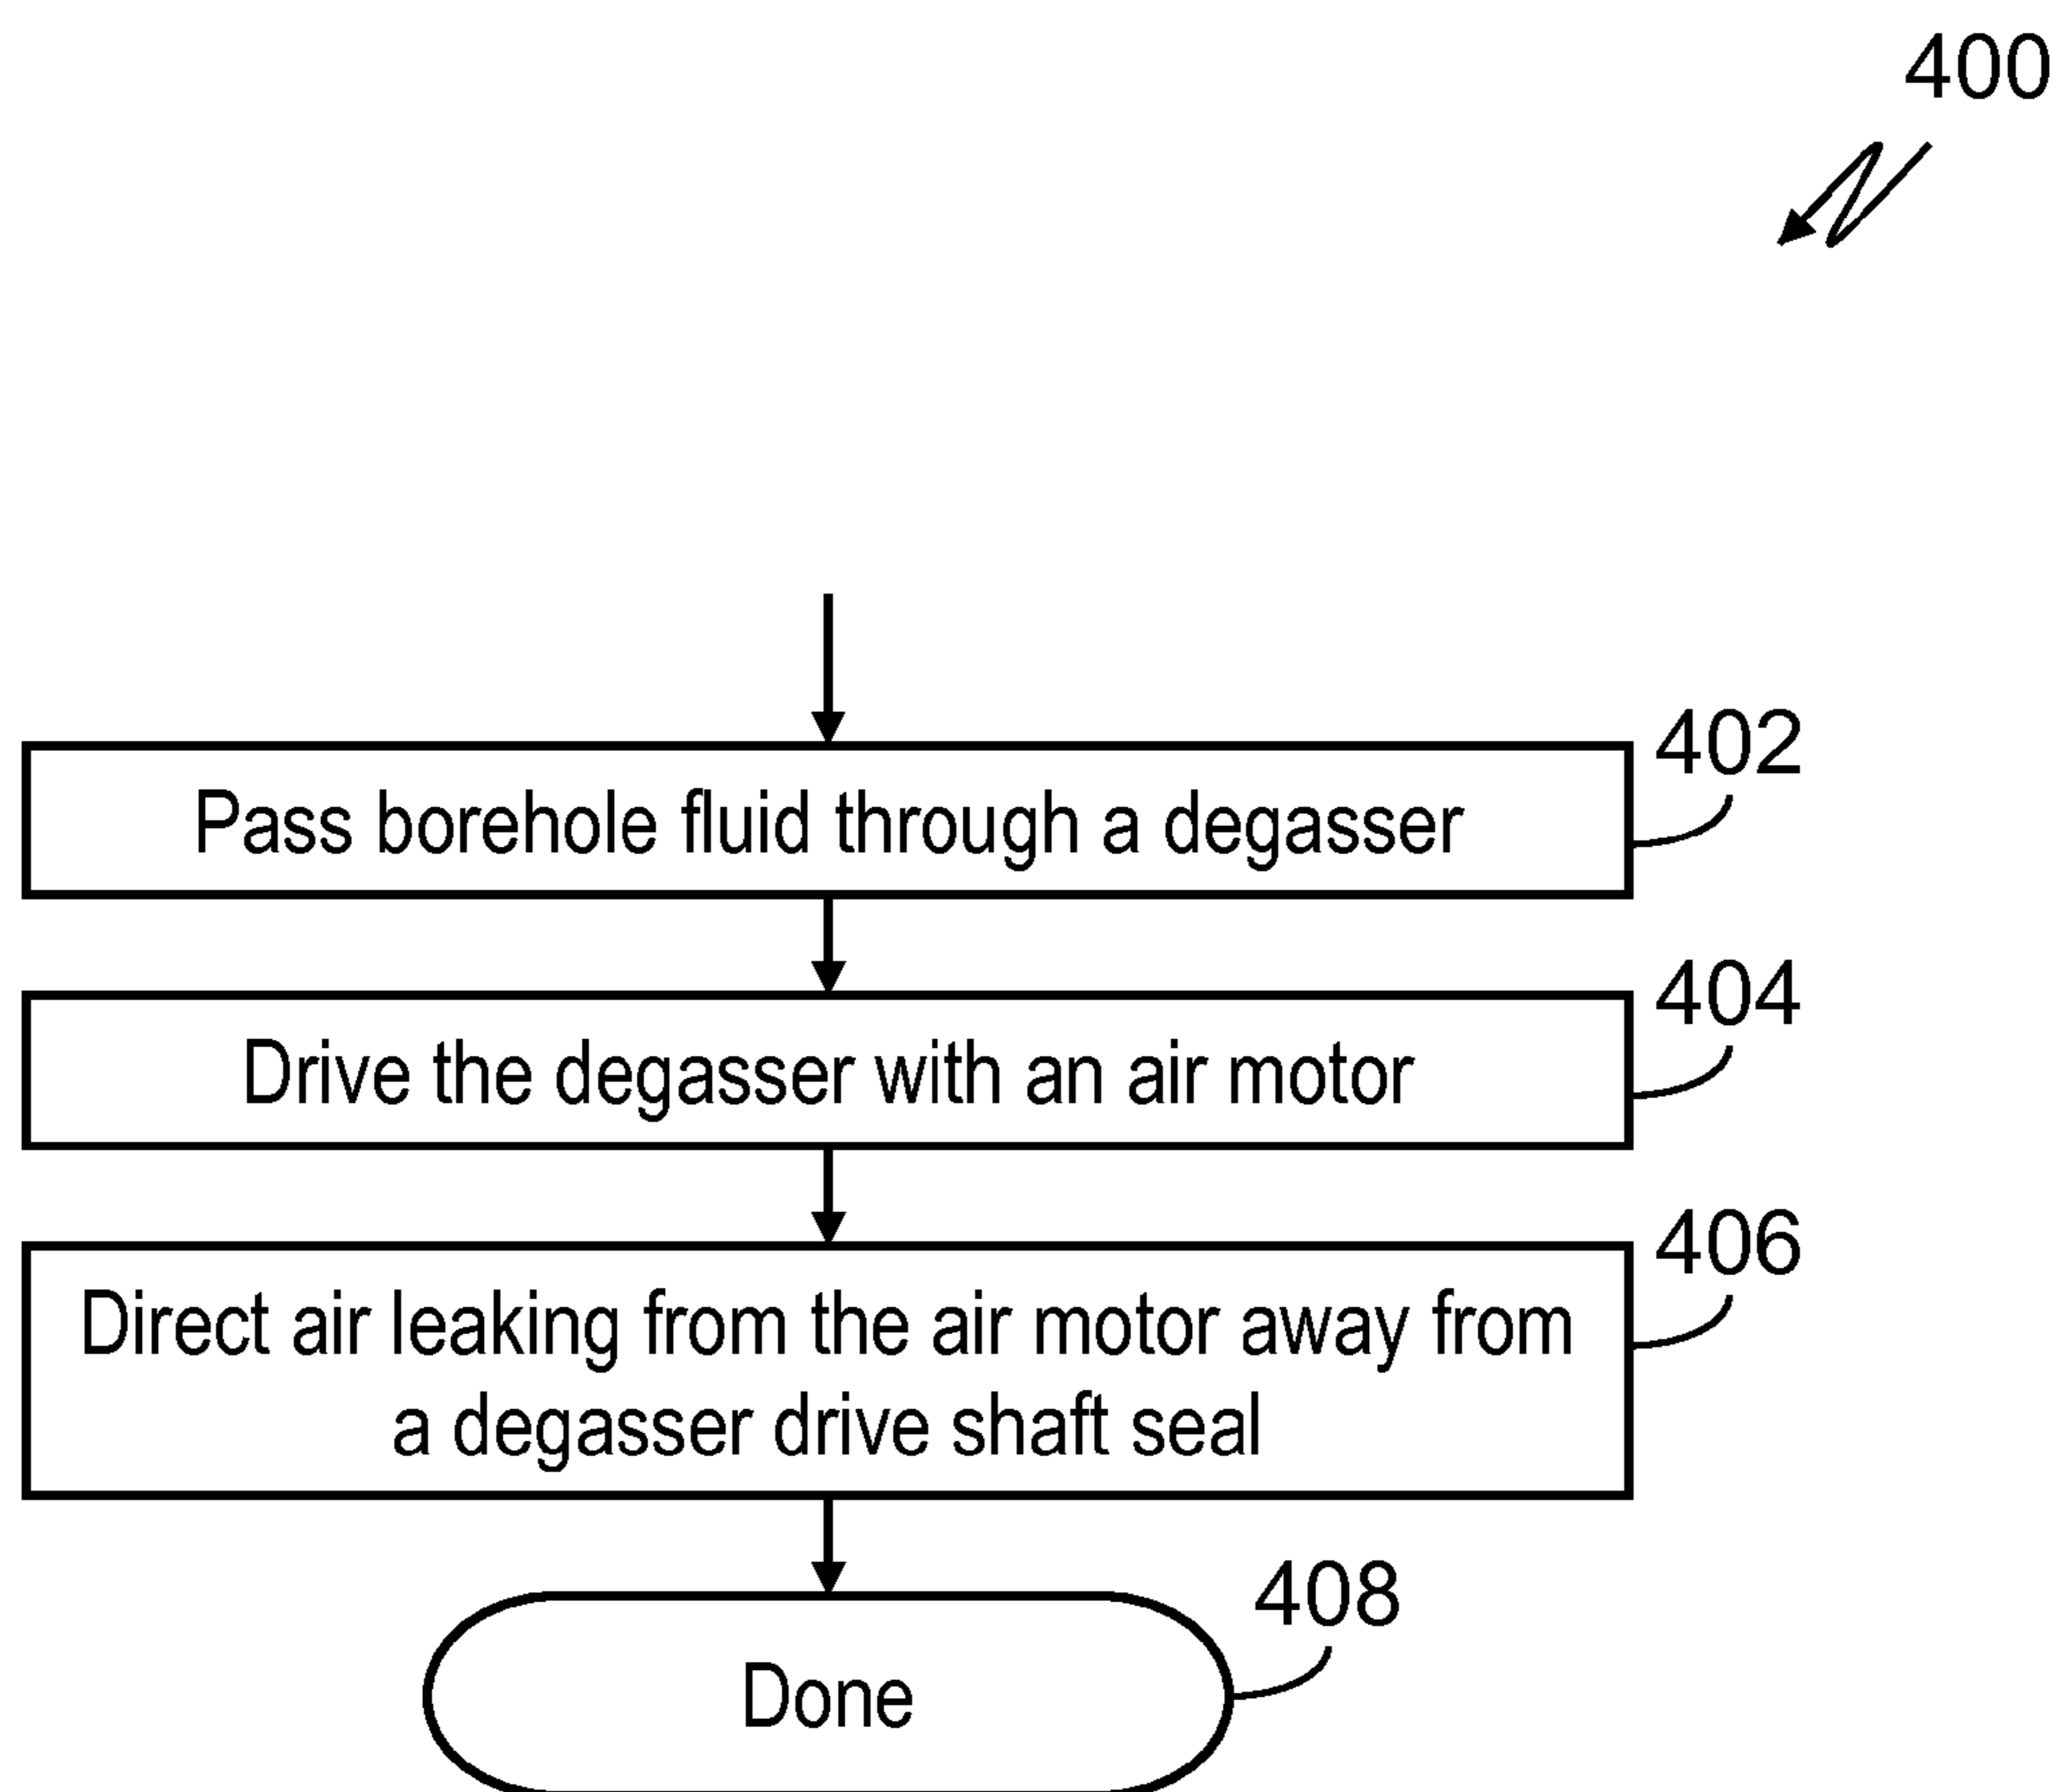 400
402
Pass borehole fluid through a degasser
404
Drive the degasser with an air motor
406
Direct air leaking from the air motor away from
a degasser drive shaft seal
408
Done